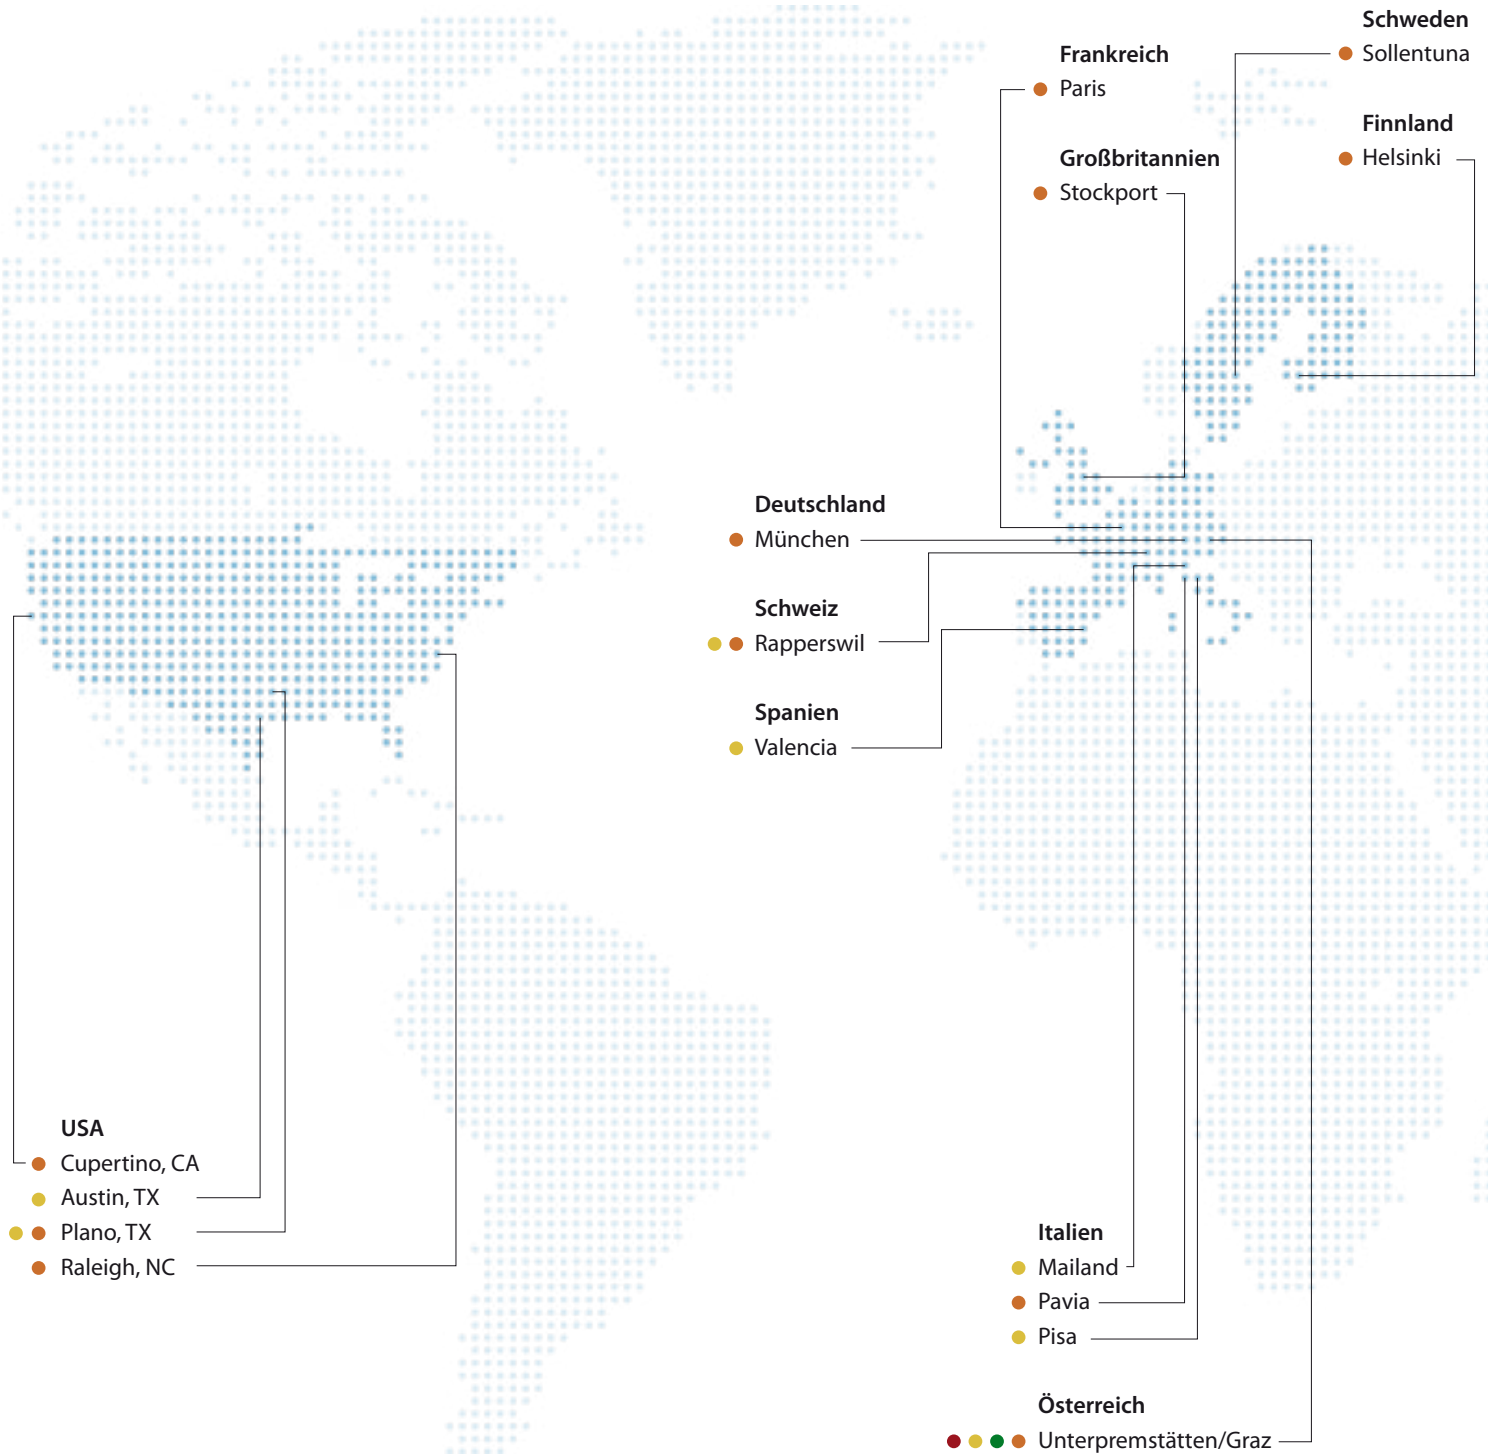 Schweden
Sollentuna
Frankreich
Paris
Finnland
Helsinki
Großbritannien
Stockport
Deutschland
München
Schweiz
Rapperswil
Spanien
Valencia
USA
Cupertino, CA
Austin, TX
Plano, TX
Raleigh, NC
Italien
Mailand
Pavia
Pisa
Österreich
Unterpremstätten/Graz